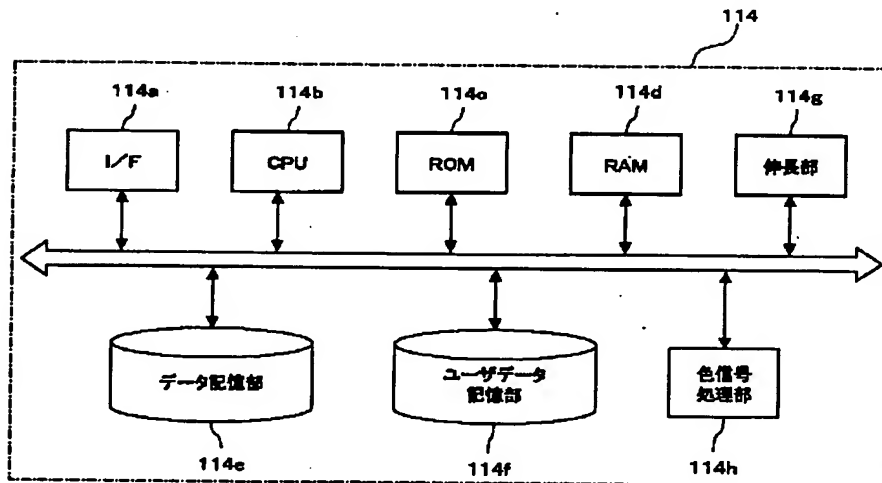 114
114a
114b
114c
114d
114g
I/F
CPU
ROM
RAM
伸長部
データ記憶部
ユーザデータ
記憶部
色信号
処理部
114e
114f
114h